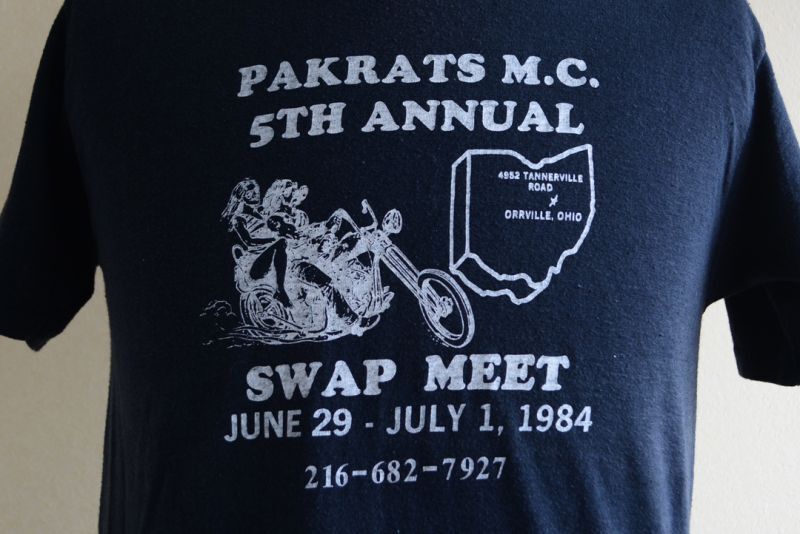 PAKRATS M.C.
5TH ANNUAL
4952 TANNERVILLE
ROAD
ORRVILLE, OHIO
SWAP MEET
JUNE 29 - JULY 1, 1984
216-682-7927